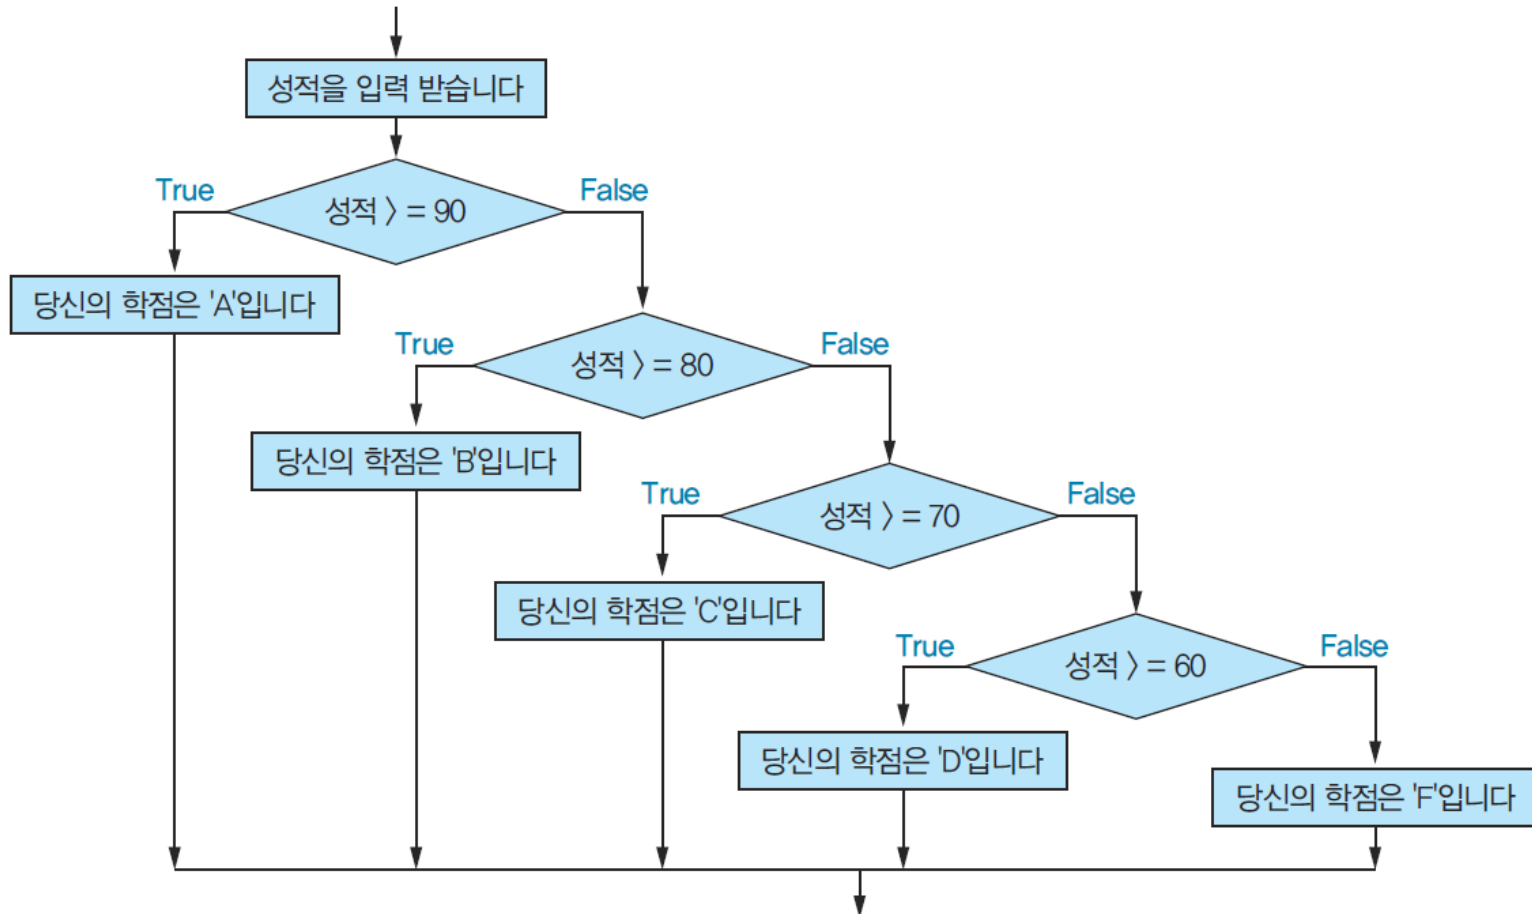 성적을 입력 받습니다
True
False
성적 〉= 90
당신의 학점은 'A'입니다
True
False
성적 〉= 80
당신의 학점은 'B'입니다
True
False
성적 〉= 70
당신의 학점은 'C'입니다
True
False
성적 〉= 60
당신의 학점은 'D'입니다
당신의 학점은 'F'입니다